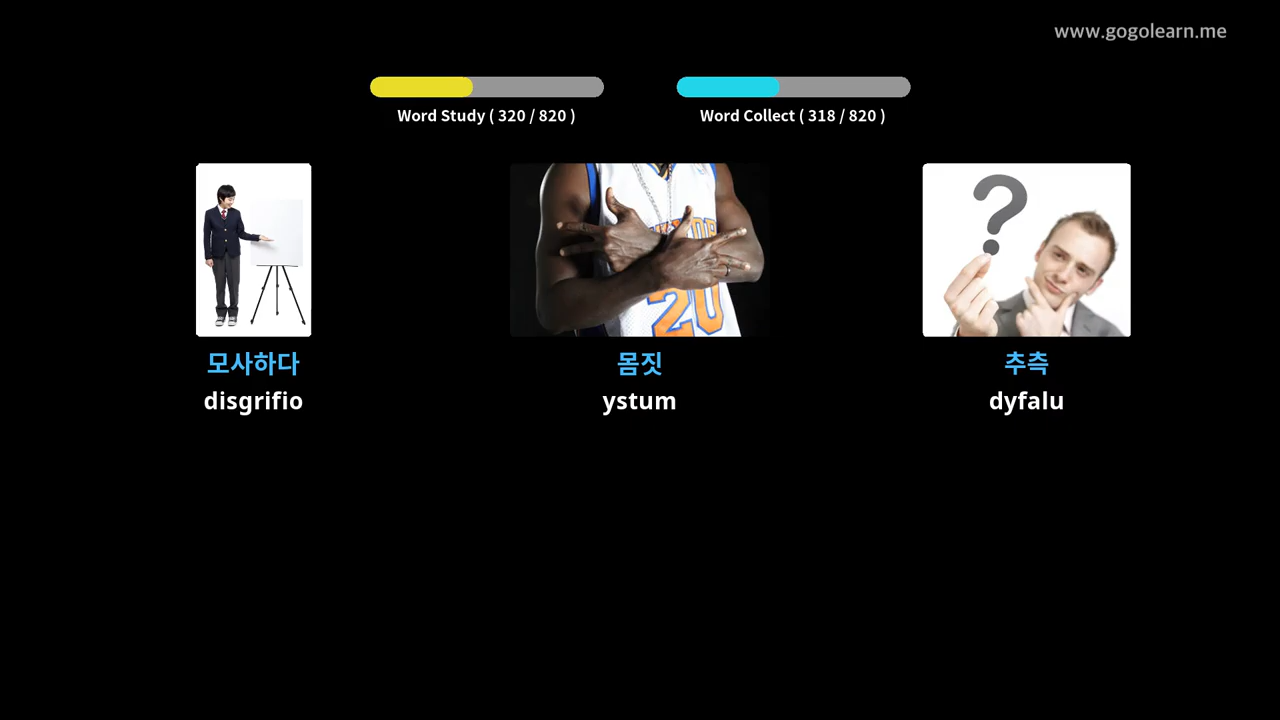 www.gogolearn.me
Word Study ( 320 / 820 )
Word Collect ( 318 / 820 )
20
모사하다
몸짓
추측
disgrifio
ystum
dyfalu